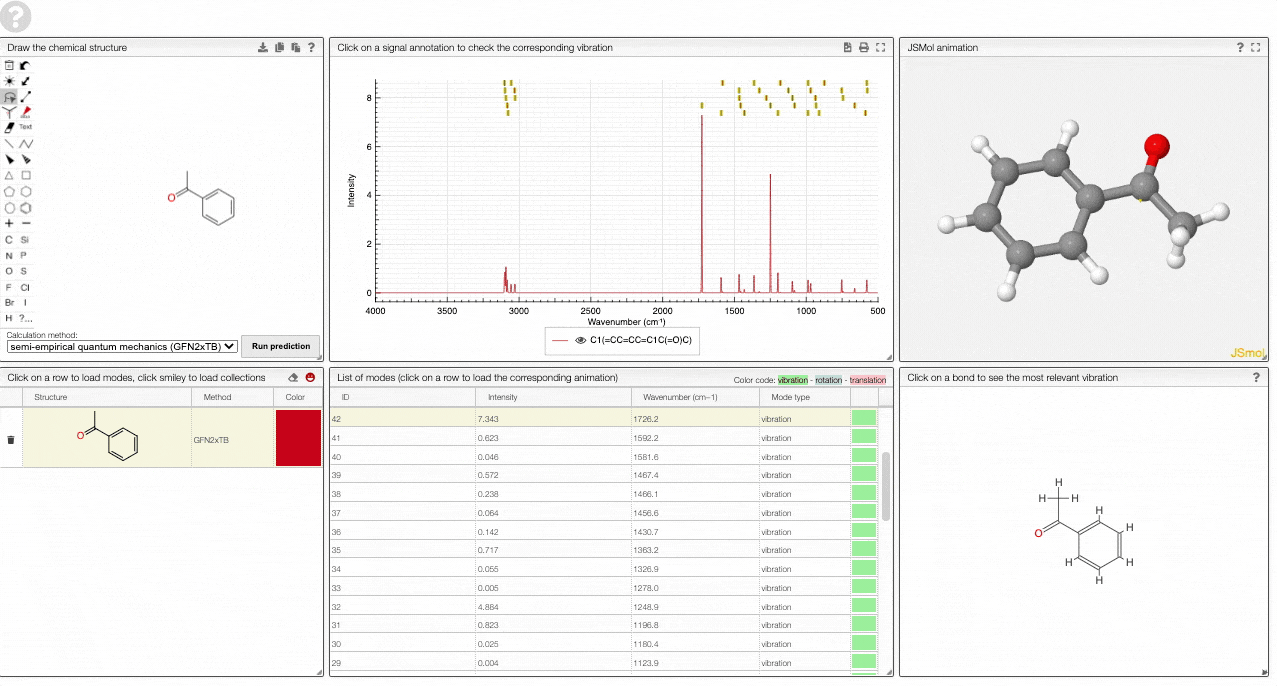 ?
Draw the chemical structure
?
Text
C Si
N P
O S
F Cl
Br I
H ?...
O
Calculation method:
semi-empirical quantum mechanics (GFN2xTB)
Run prediction
Click on a signal annotation to check the corresponding vibration
Intensity
8
6
4
2
0
4000 3500 3000 2500 2000 1500 1000 500
Wavenumber (cm-1)
C1(=CC=CC=C1C(=O)C)
JSMol animation
?
JSmol
Click on a row to load modes, click smiley to load collections
Structure Method Color
O
GFN2xTB
List of modes (click on a row to load the corresponding animation)
Color code: vibration - rotation - translation
ID Intensity Wavenumber (cm−1) Mode type
42 7.343 1726.2 vibration
41 0.623 1592.2 vibration
40 0.046 1581.6 vibration
39 0.572 1467.4 vibration
38 0.238 1466.1 vibration
37 0.064 1456.6 vibration
36 0.142 1430.7 vibration
35 0.717 1363.2 vibration
34 0.055 1326.9 vibration
33 0.005 1278.0 vibration
32 4.884 1248.9 vibration
31 0.823 1196.8 vibration
30 0.025 1180.4 vibration
29 0.004 1123.9 vibration
Click on a bond to see the most relevant vibration
?
H
H H
H
O H
H H
H